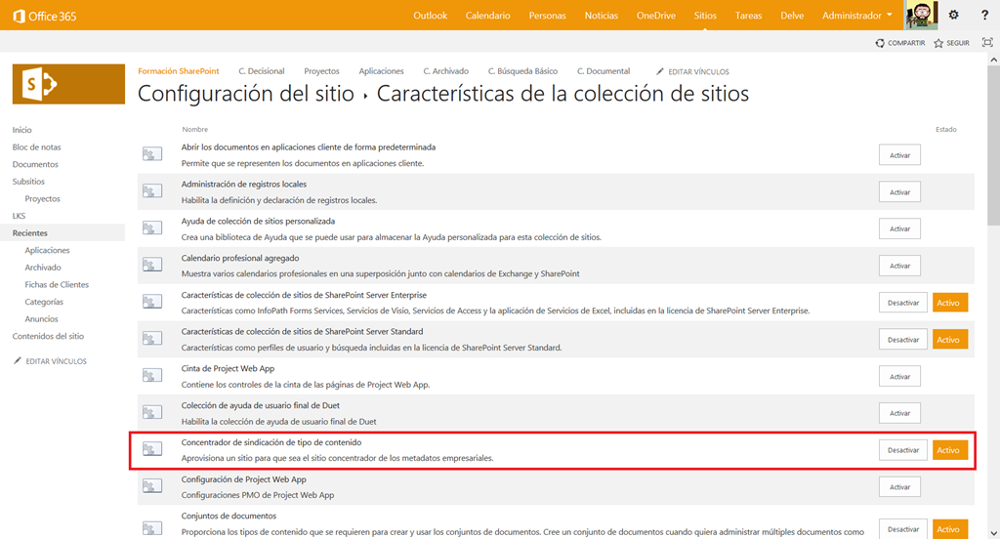 Office 365
Outlook Calendario Personas Noticias OneDrive Sitios Tareas Delve Administrador ?
COMPARTIR SEGUIR
S
Formación SharePoint C. Decisional Proyectos Aplicaciones C. Archivado C. Búsqueda Básico C. Documental EDITAR VÍNCULOS
Configuración del sitio › Características de la colección de sitios
Inicio
Bloc de notas
Documentos
Subsitios
Proyectos
LKS
Recientes
Aplicaciones
Archivado
Fichas de Clientes
Categorías
Anuncios
Contenidos del sitio
EDITAR VÍNCULOS
Nombre Estado
Abrir los documentos en aplicaciones cliente de forma predeterminada
Permite que se representen los documentos en aplicaciones cliente.
Activar
Administración de registros locales
Habilita la definición y declaración de registros locales.
Activar
Ayuda de colección de sitios personalizada
Crea una biblioteca de Ayuda que se puede usar para almacenar la Ayuda personalizada para esta colección de sitios.
Activar
Calendario profesional agregado
Muestra varios calendarios profesionales en una superposición junto con calendarios de Exchange y SharePoint
Activar
Características de colección de sitios de SharePoint Server Enterprise
Características como InfoPath Forms Services, Servicios de Visio, Servicios de Access y la aplicación de Servicios de Excel, incluidas en la licencia de SharePoint Server Enterprise.
Desactivar Activo
Características de colección de sitios de SharePoint Server Standard
Características como perfiles de usuario y búsqueda incluidas en la licencia de SharePoint Server Standard.
Desactivar Activo
Cinta de Project Web App
Contiene los controles de la cinta de las páginas de Project Web App.
Activar
Colección de ayuda de usuario final de Duet
Habilita la colección de ayuda de usuario final de Duet
Activar
Concentrador de sindicación de tipo de contenido
Aprovisiona un sitio para que sea el sitio concentrador de los metadatos empresariales.
Desactivar Activo
Configuración de Project Web App
Configuraciones PMO de Project Web App
Activar
Conjuntos de documentos
Proporciona los tipos de contenido que se requieren para crear y usar los conjuntos de documentos. Cree un conjunto de documentos cuando quiera administrar múltiples documentos como
Desactivar Activo